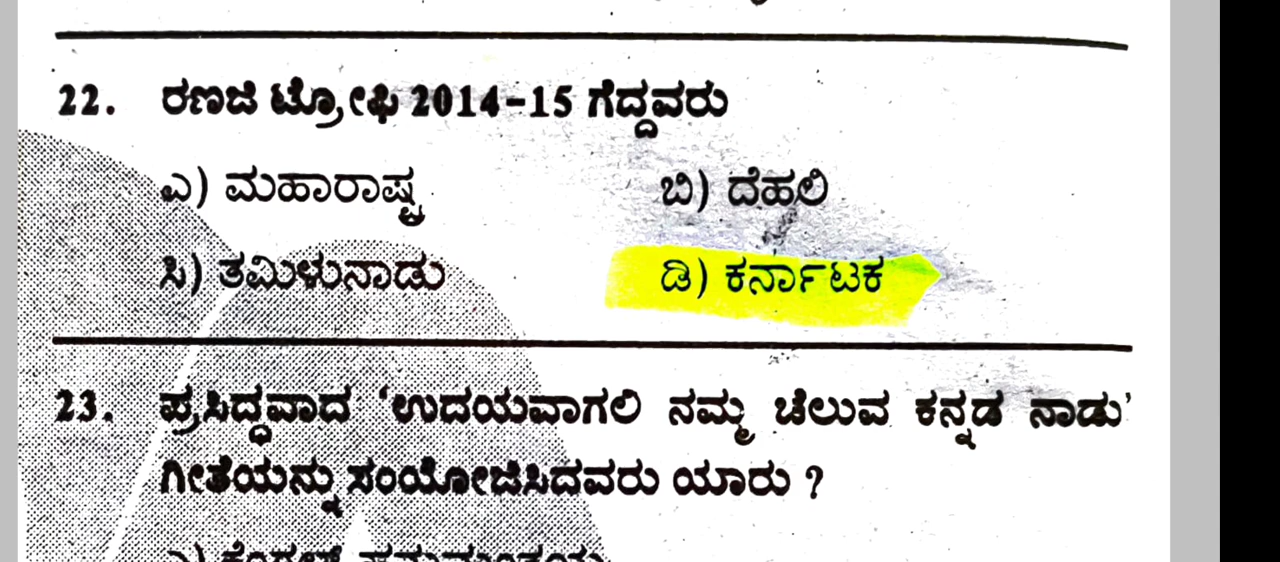 22. ರಣಜಿ ಟ್ರೋಫಿ 2014-15 ಗೆದ್ದವರು
ಎ) ಮಹಾರಾಷ್ಟ್ರ ಬಿ) ದೆಹಲಿ
ಸಿ) ತಮಿಳುನಾಡು ಡಿ) ಕರ್ನಾಟಕ
23. ಪ್ರಸಿದ್ಧವಾದ ‘ಉದಯವಾಗಲಿ ನಮ್ಮ ಚೆಲುವ ಕನ್ನಡ ನಾಡು’
ಗೀತೆಯನ್ನು ಸಂಯೋಜಿಸಿದವರು ಯಾರು ?